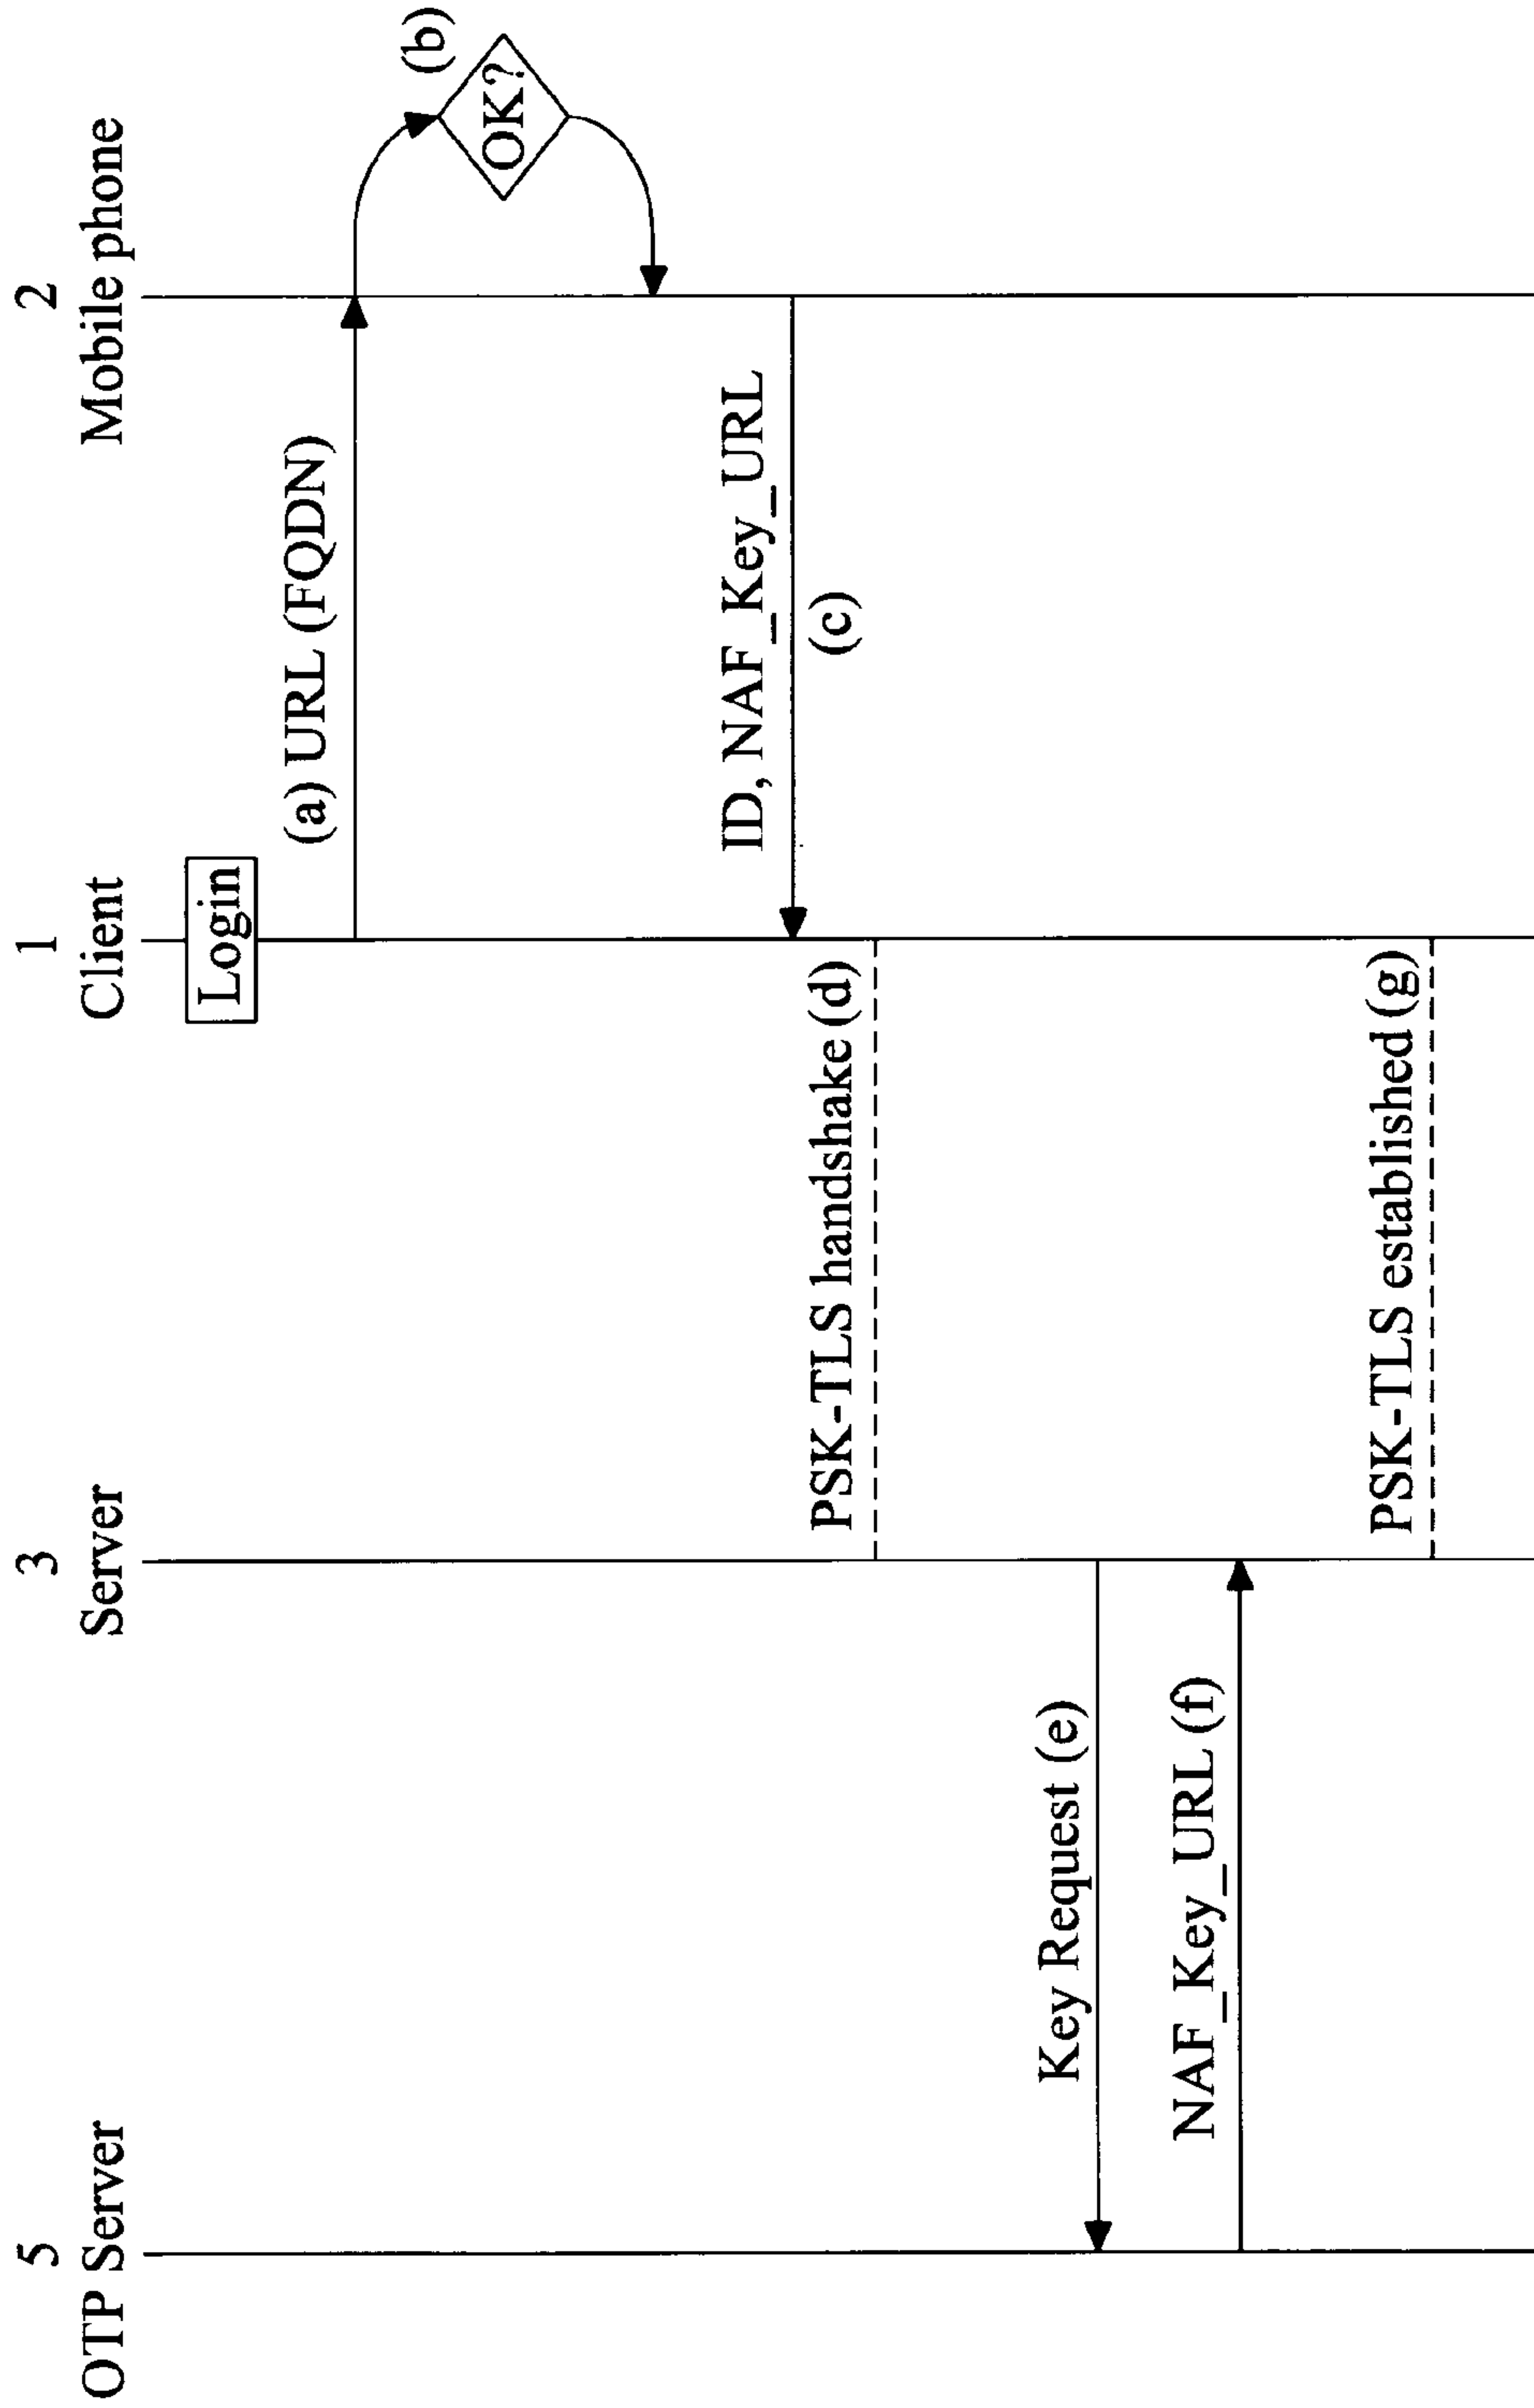 5
OTP Server
3
Server
1
Client
2
Mobile phone
Login
(a) URL (FQDN)
(b)
OK?
ID, NAF_Key_URL
(c)
PSK-TLS handshake (d)
Key Request (e)
NAF_Key_URL (f)
PSK-TLS established (g)